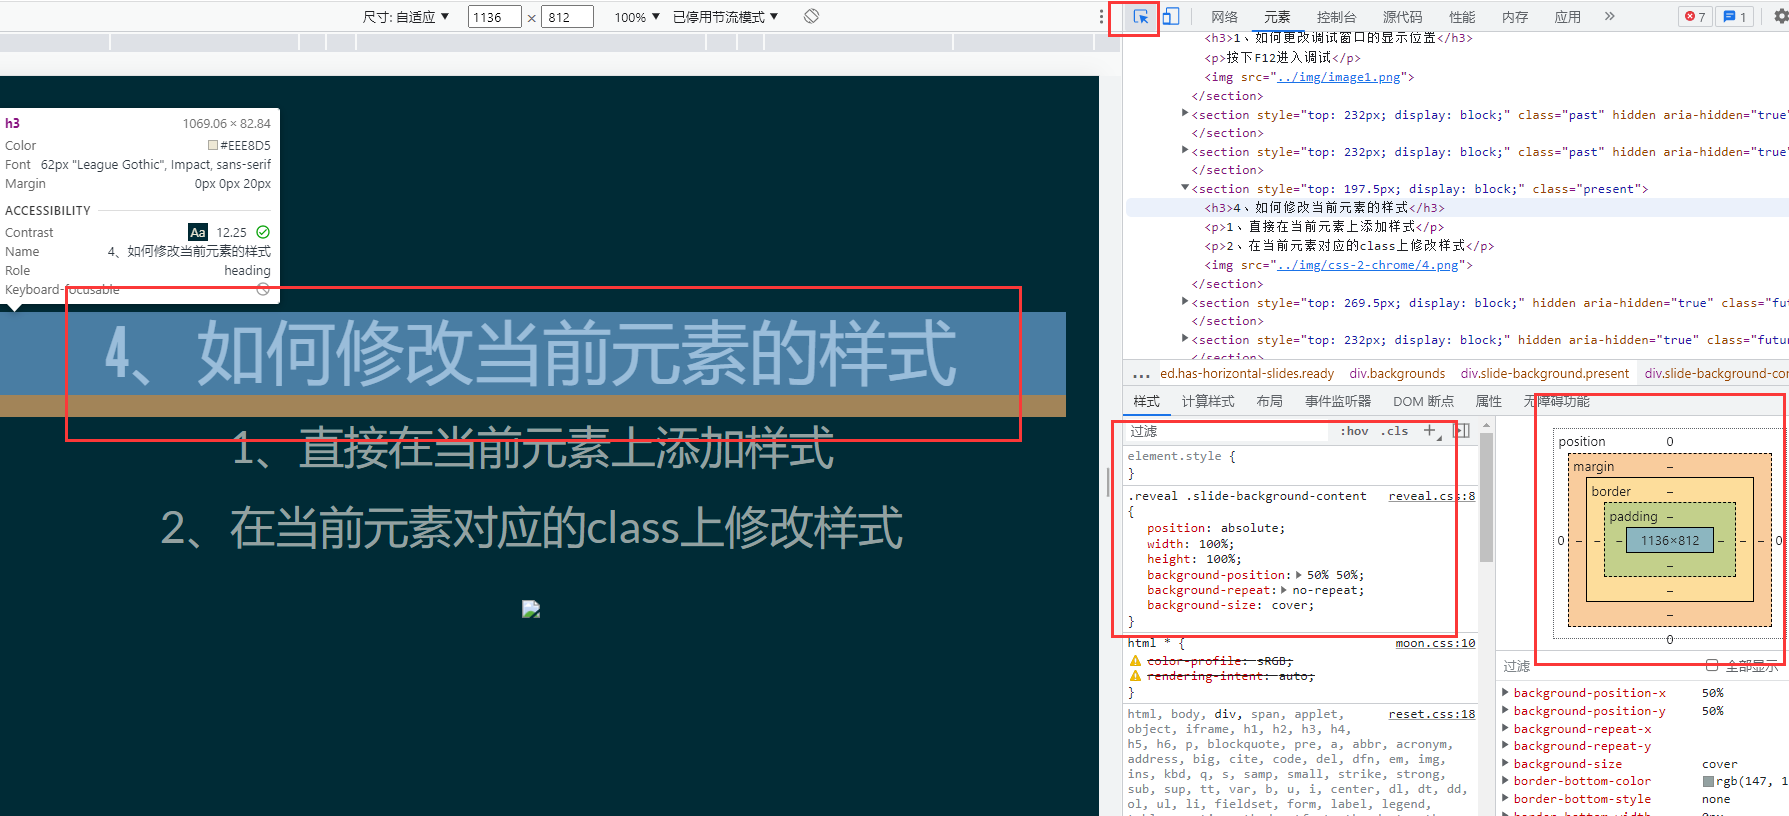 尺寸: 自适应 ▼ 1136 × 812 100% ▼ 已停用节流模式 ▼
网络 元素 控制台 源代码 性能 内存 应用 » 7 1
<h3>1、如何更改调试窗口的显示位置</h3>
<p>按下F12进入调试</p>
<img src="../img/image1.png">
</section>
<section style="top: 232px; display: block;" class="past" hidden aria-hidden="true"
</section>
<section style="top: 232px; display: block;" class="past" hidden aria-hidden="true"
</section>
<section style="top: 197.5px; display: block;" class="present">
<h3>4、如何修改当前元素的样式</h3>
<p>1、直接在当前元素上添加样式</p>
<p>2、在当前元素对应的class上修改样式</p>
<img src="../img/css-2-chrome/4.png">
</section>
<section style="top: 269.5px; display: block;" hidden aria-hidden="true" class="fu
</section>
<section style="top: 340px; display: block;" hidden aria-hidden="true" class="futur
</section>
... ed.has-horizontal-slides.ready div.backgrounds div.slide-background.present div.slide-background-cor
h3 1069.06 × 82.84
Color #EEE8D5
Font 62px "League Gothic", Impact, sans-serif
Margin 0px 0px 20px
ACCESSIBILITY
Contrast Aa 12.25
Name 4、如何修改当前元素的样式
Role heading
Keyboard-focusable
4、如何修改当前元素的样式
1、直接在当前元素上添加样式
2、在当前元素对应的class上修改样式
样式 计算样式 布局 事件监听器 DOM 断点 属性 无障碍功能
过滤 :hov .cls +
element.style {
}
.reveal .slide-background-content reveal.css:8
{
position: absolute;
width: 100%;
height: 100%;
background-position: 50% 50%;
background-repeat: no-repeat;
background-size: cover;
}
html * { moon.css:10
color-profile: sRGB;
rendering-intent: auto;
}
html, body, div, span, applet, reset.css:18
object, iframe, h1, h2, h3, h4,
h5, h6, p, blockquote, pre, a, abbr, acronym,
address, big, cite, code, del, dfn, em, img,
ins, kbd, q, s, samp, small, strike, strong,
sub, sup, tt, var, b, u, i, center, dl, dt, dd,
ol, ul, li, fieldset, form, label, legend,
position 0
margin –
border –
padding –
0 – – – 1136×812 – – – 0
–
–
–
0
过滤 全部显示
background-position-x 50%
background-position-y 50%
background-repeat-x
background-repeat-y
background-size cover
border-bottom-color rgb(147, 1
border-bottom-style none